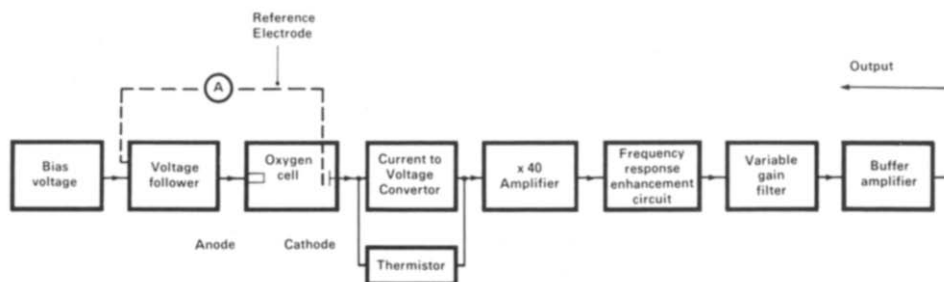 Reference
Electrode
A
Output
Bias
voltage
Voltage
follower
Oxygen
cell
Current to
Voltage
Convertor
x 40
Amplifier
Frequency
response
enhancement
circuit
Variable
gain
filter
Buffer
amplifier
Anode
Cathode
Thermistor